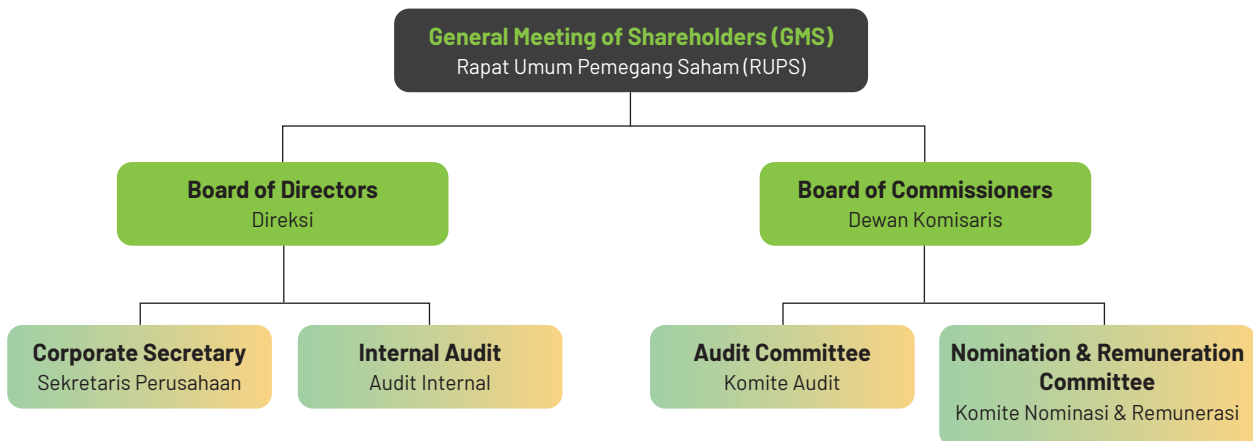 General Meeting of Shareholders (GMS)
Rapat Umum Pemegang Saham (RUPS)
Board of Directors
Direksi
Board of Commissioners
Dewan Komisaris
Corporate Secretary
Sekretaris Perusahaan
Internal Audit
Audit Internal
Audit Committee
Komite Audit
Nomination & Remuneration
Committee
Komite Nominasi & Remunerasi